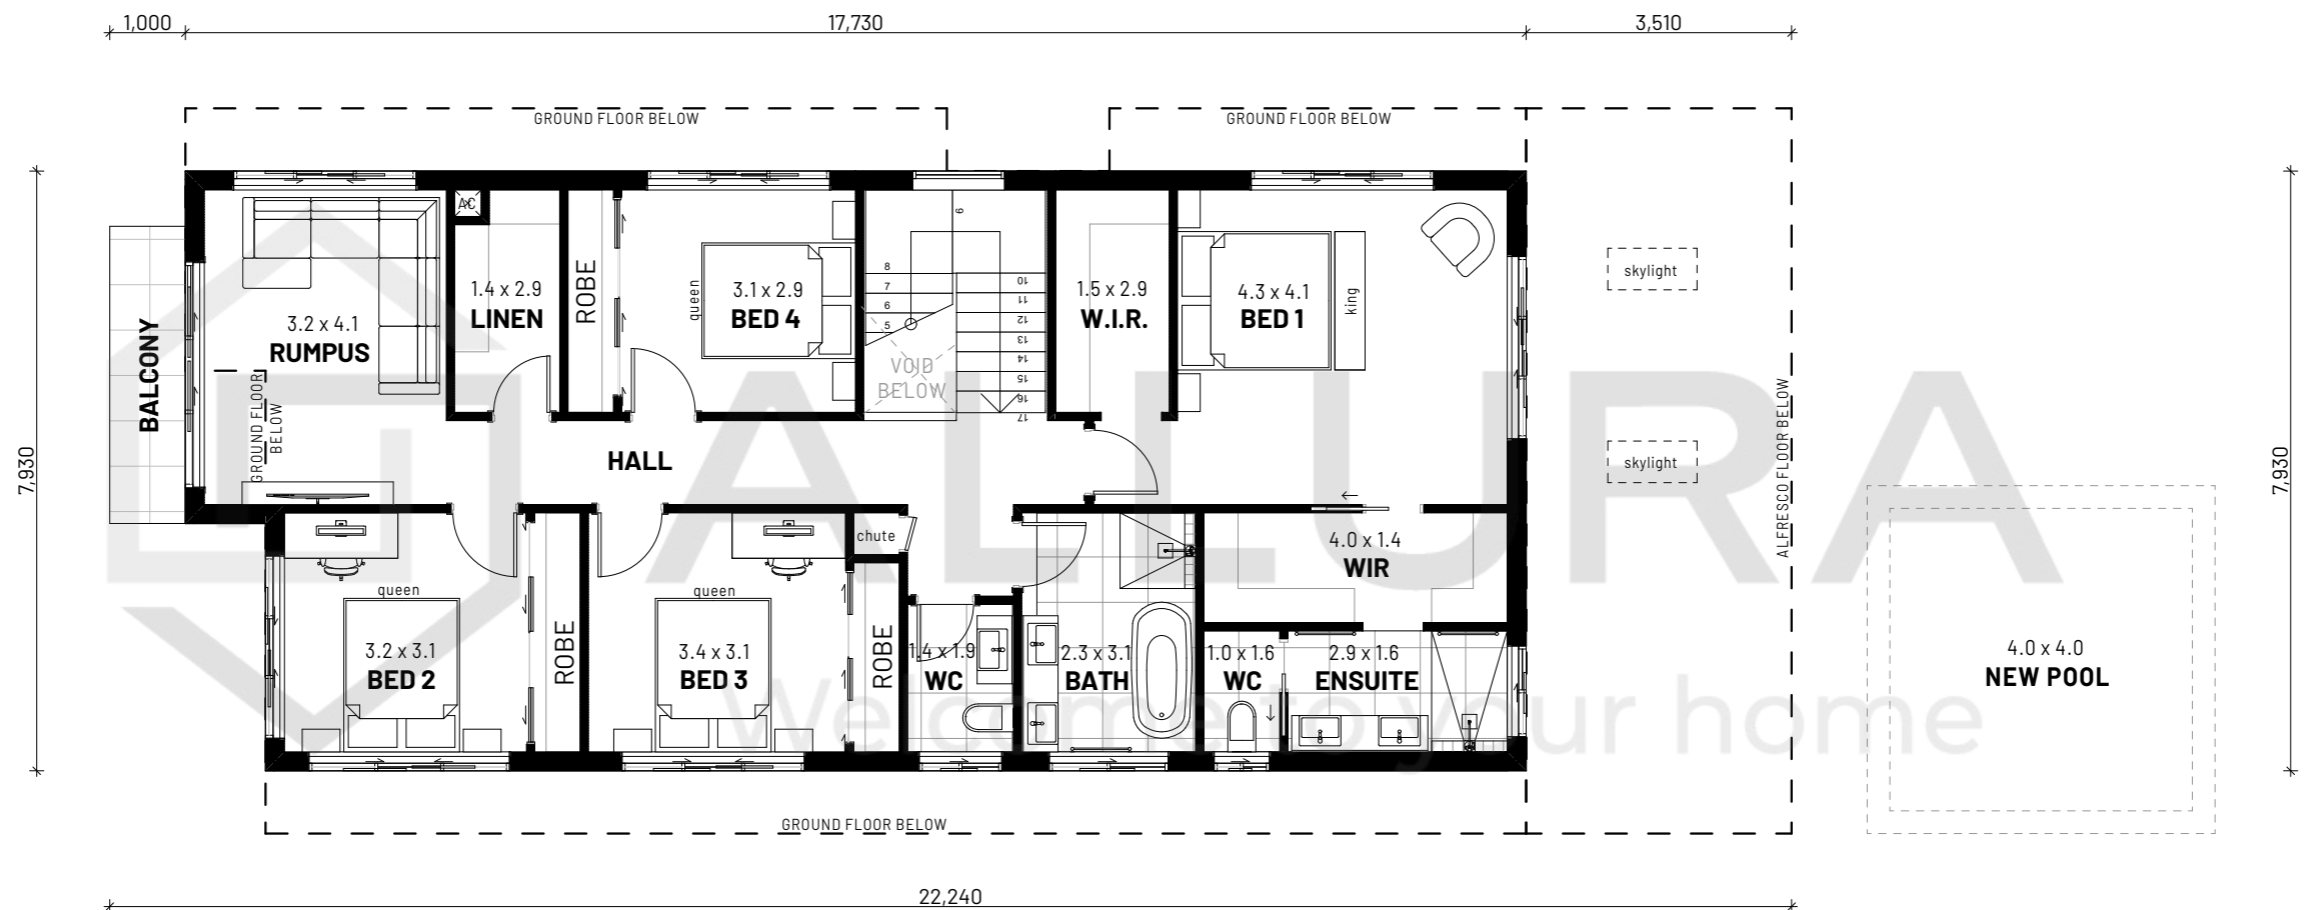 1,000
17,730
3,510
GROUND FLOOR BELOW
GROUND FLOOR BELOW
AC
ROBE
queen
3.1 x 2.9
BED 4
1.4 x 2.9
LINEN
3.2 x 4.1
RUMPUS
BALCONY
GROUND FLOOR
BELOW
9
8
7
6
5
10
11
12
13
14
15
16
17
VOID
BELOW
1.5 x 2.9
W.I.R.
4.3 x 4.1
BED 1
king
skylight
skylight
ALFRESCO FLOOR BELOW
7,930
7,930
HALL
ALLURA
Welcome to your home
chute
queen
3.2 x 3.1
BED 2
ROBE
queen
3.4 x 3.1
BED 3
ROBE
1.4 x 1.9
WC
2.3 x 3.1
BATH
4.0 x 1.4
WIR
1.0 x 1.6
WC
2.9 x 1.6
ENSUITE
4.0 x 4.0
NEW POOL
GROUND FLOOR BELOW
22,240